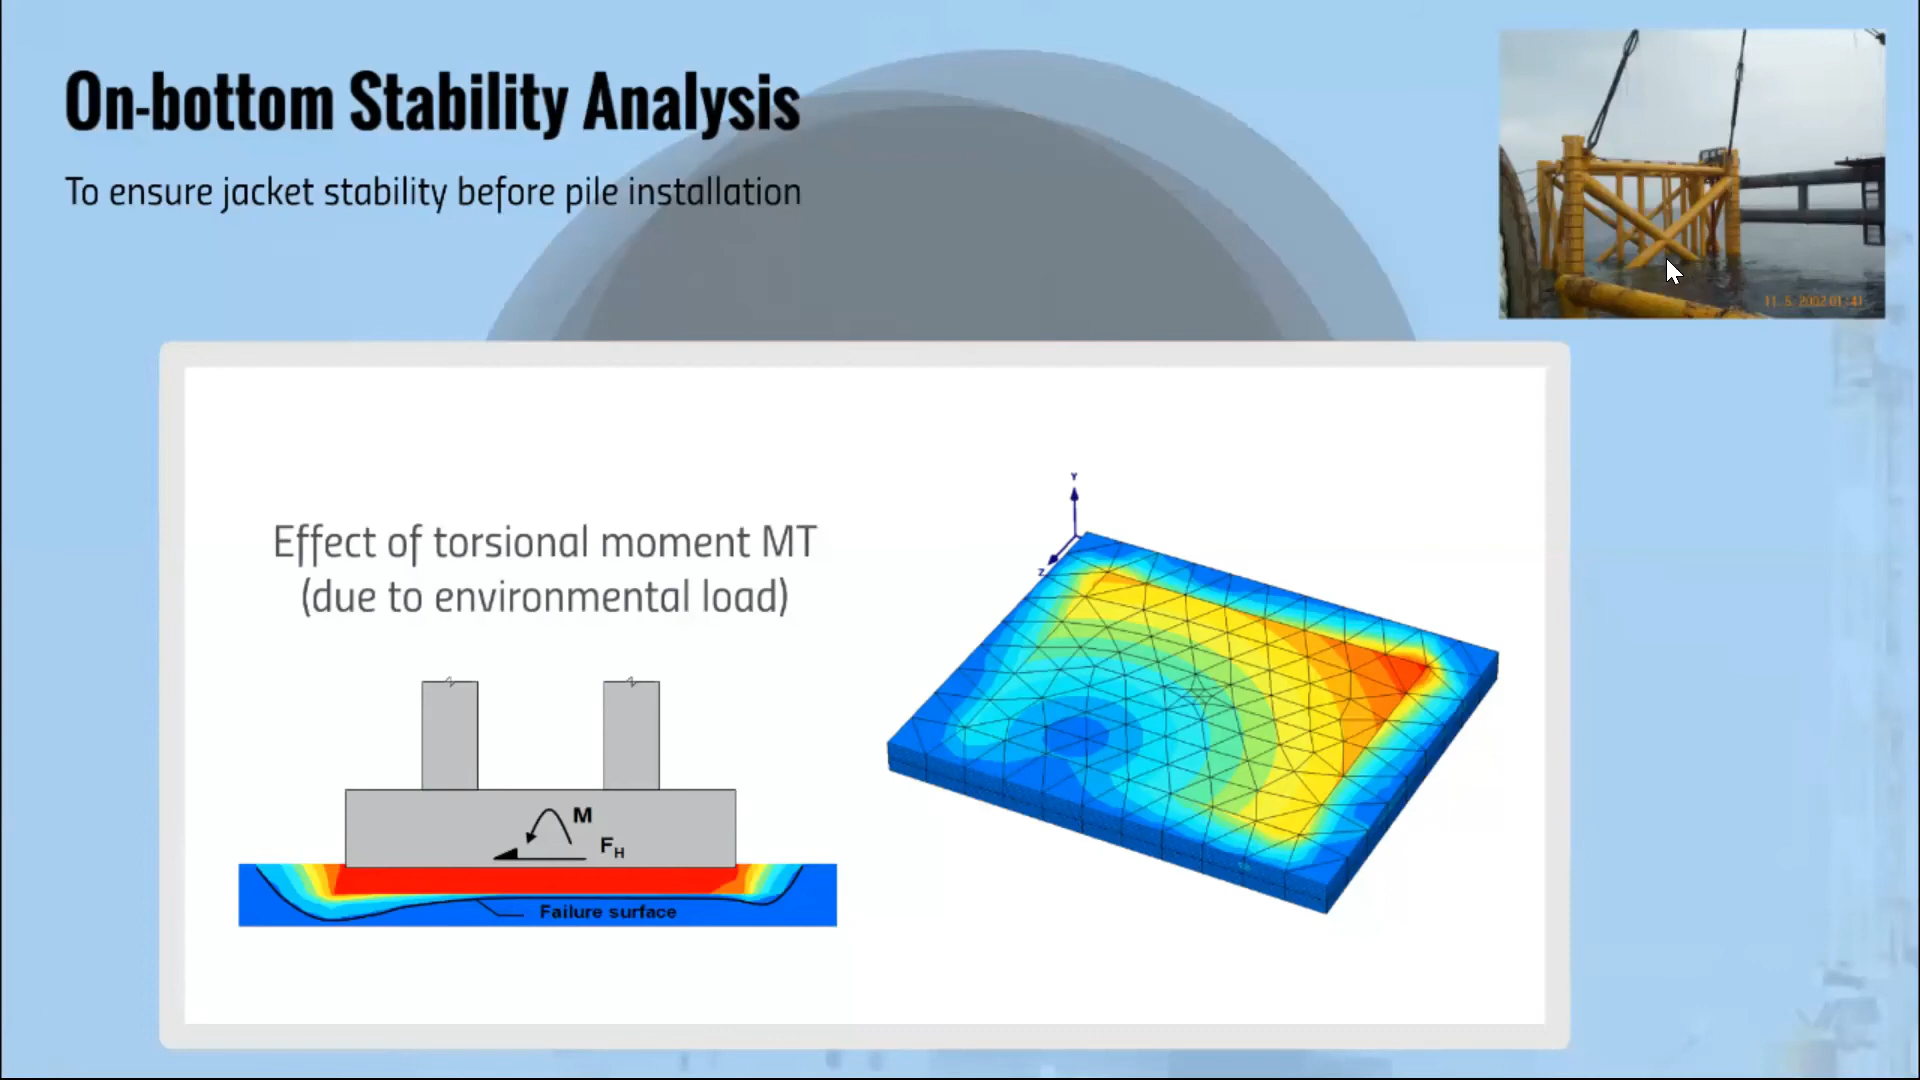 On-bottom Stability Analysis
To ensure jacket stability before pile installation
Effect of torsional moment MT
(due to environmental load)
M
FH
Failure surface
Y
Z